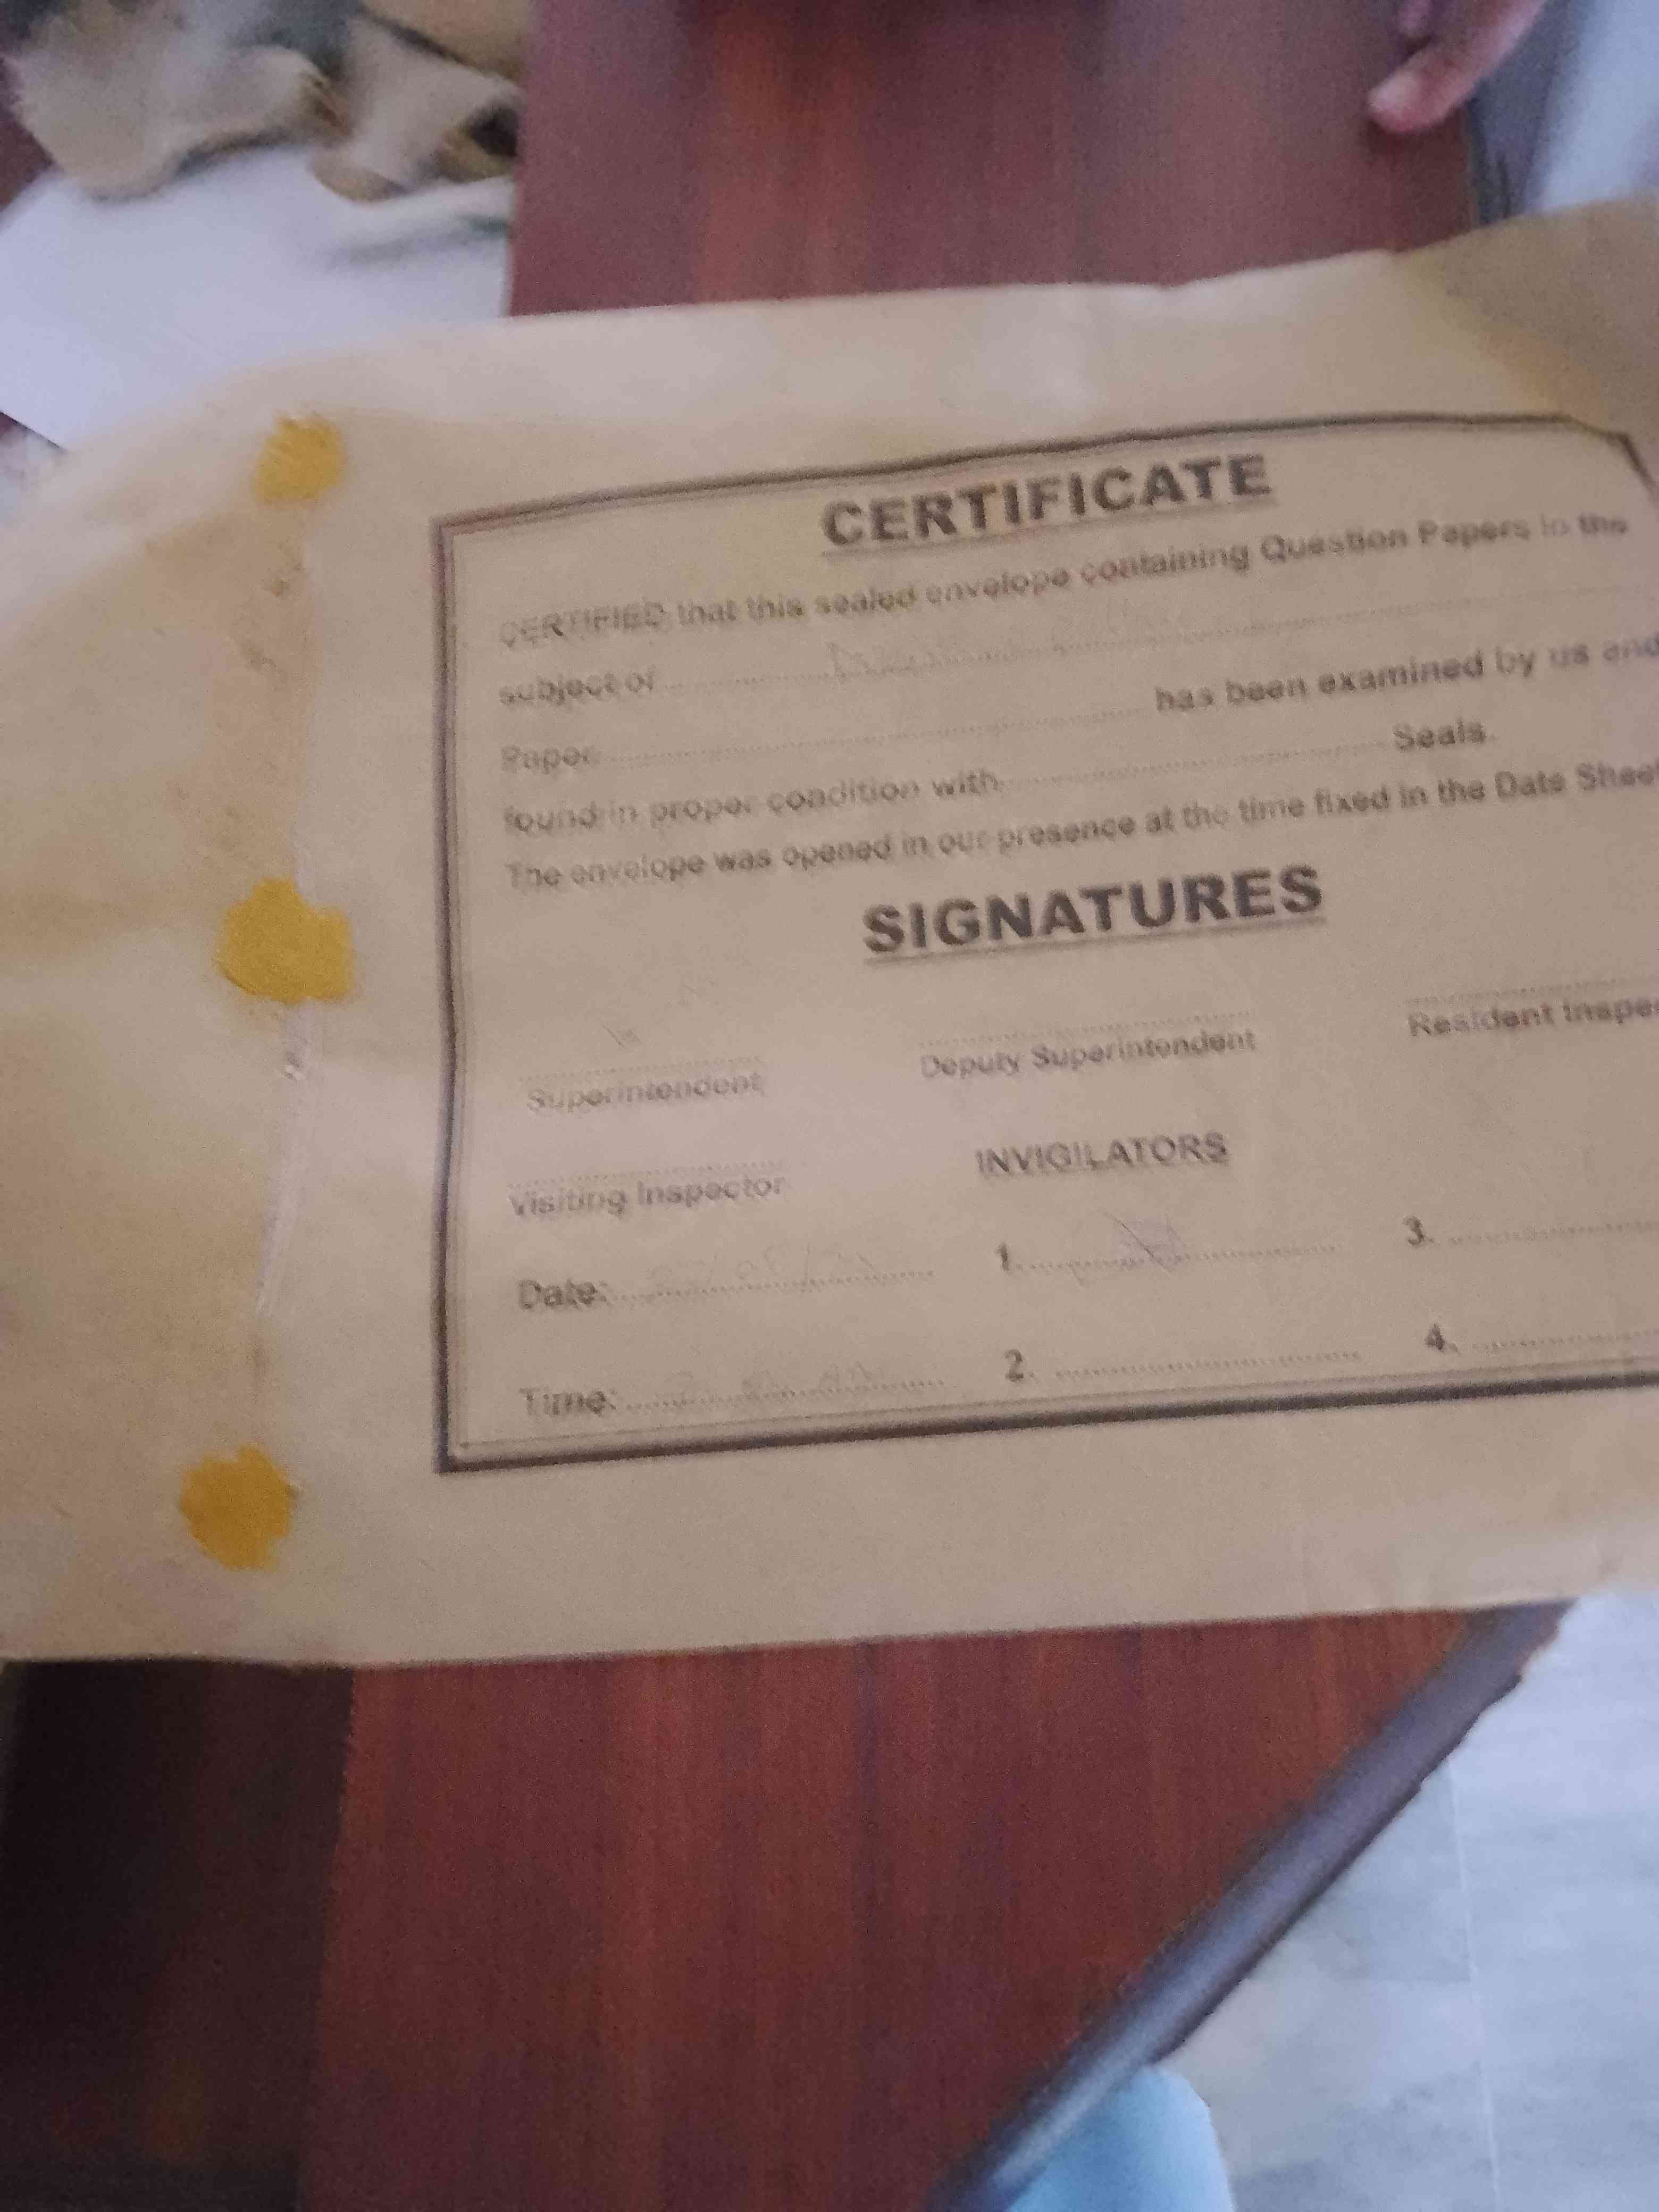 CERTIFICATE
CERTIFIED that this sealed envelope containing Question Papers in the
subject of
Paper has been examined by us and
found in proper condition with Seals.
The envelope was opened in our presence at the time fixed in the Date Sheet
SIGNATURES
Superintendent Deputy Superintendent Resident Inspec
Visiting Inspector INVIGILATORS
Date: 1. 3.
Time: 2. 4.